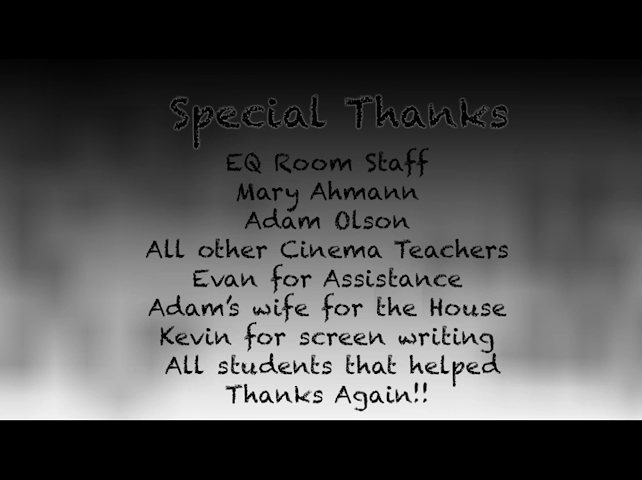 Special Thanks
EQ Room Staff
Mary Ahmann
Adam Olson
All other Cinema Teachers
Evan for Assistance
Adam's wife for the House
Kevin for screen writing
All students that helped
Thanks Again!!